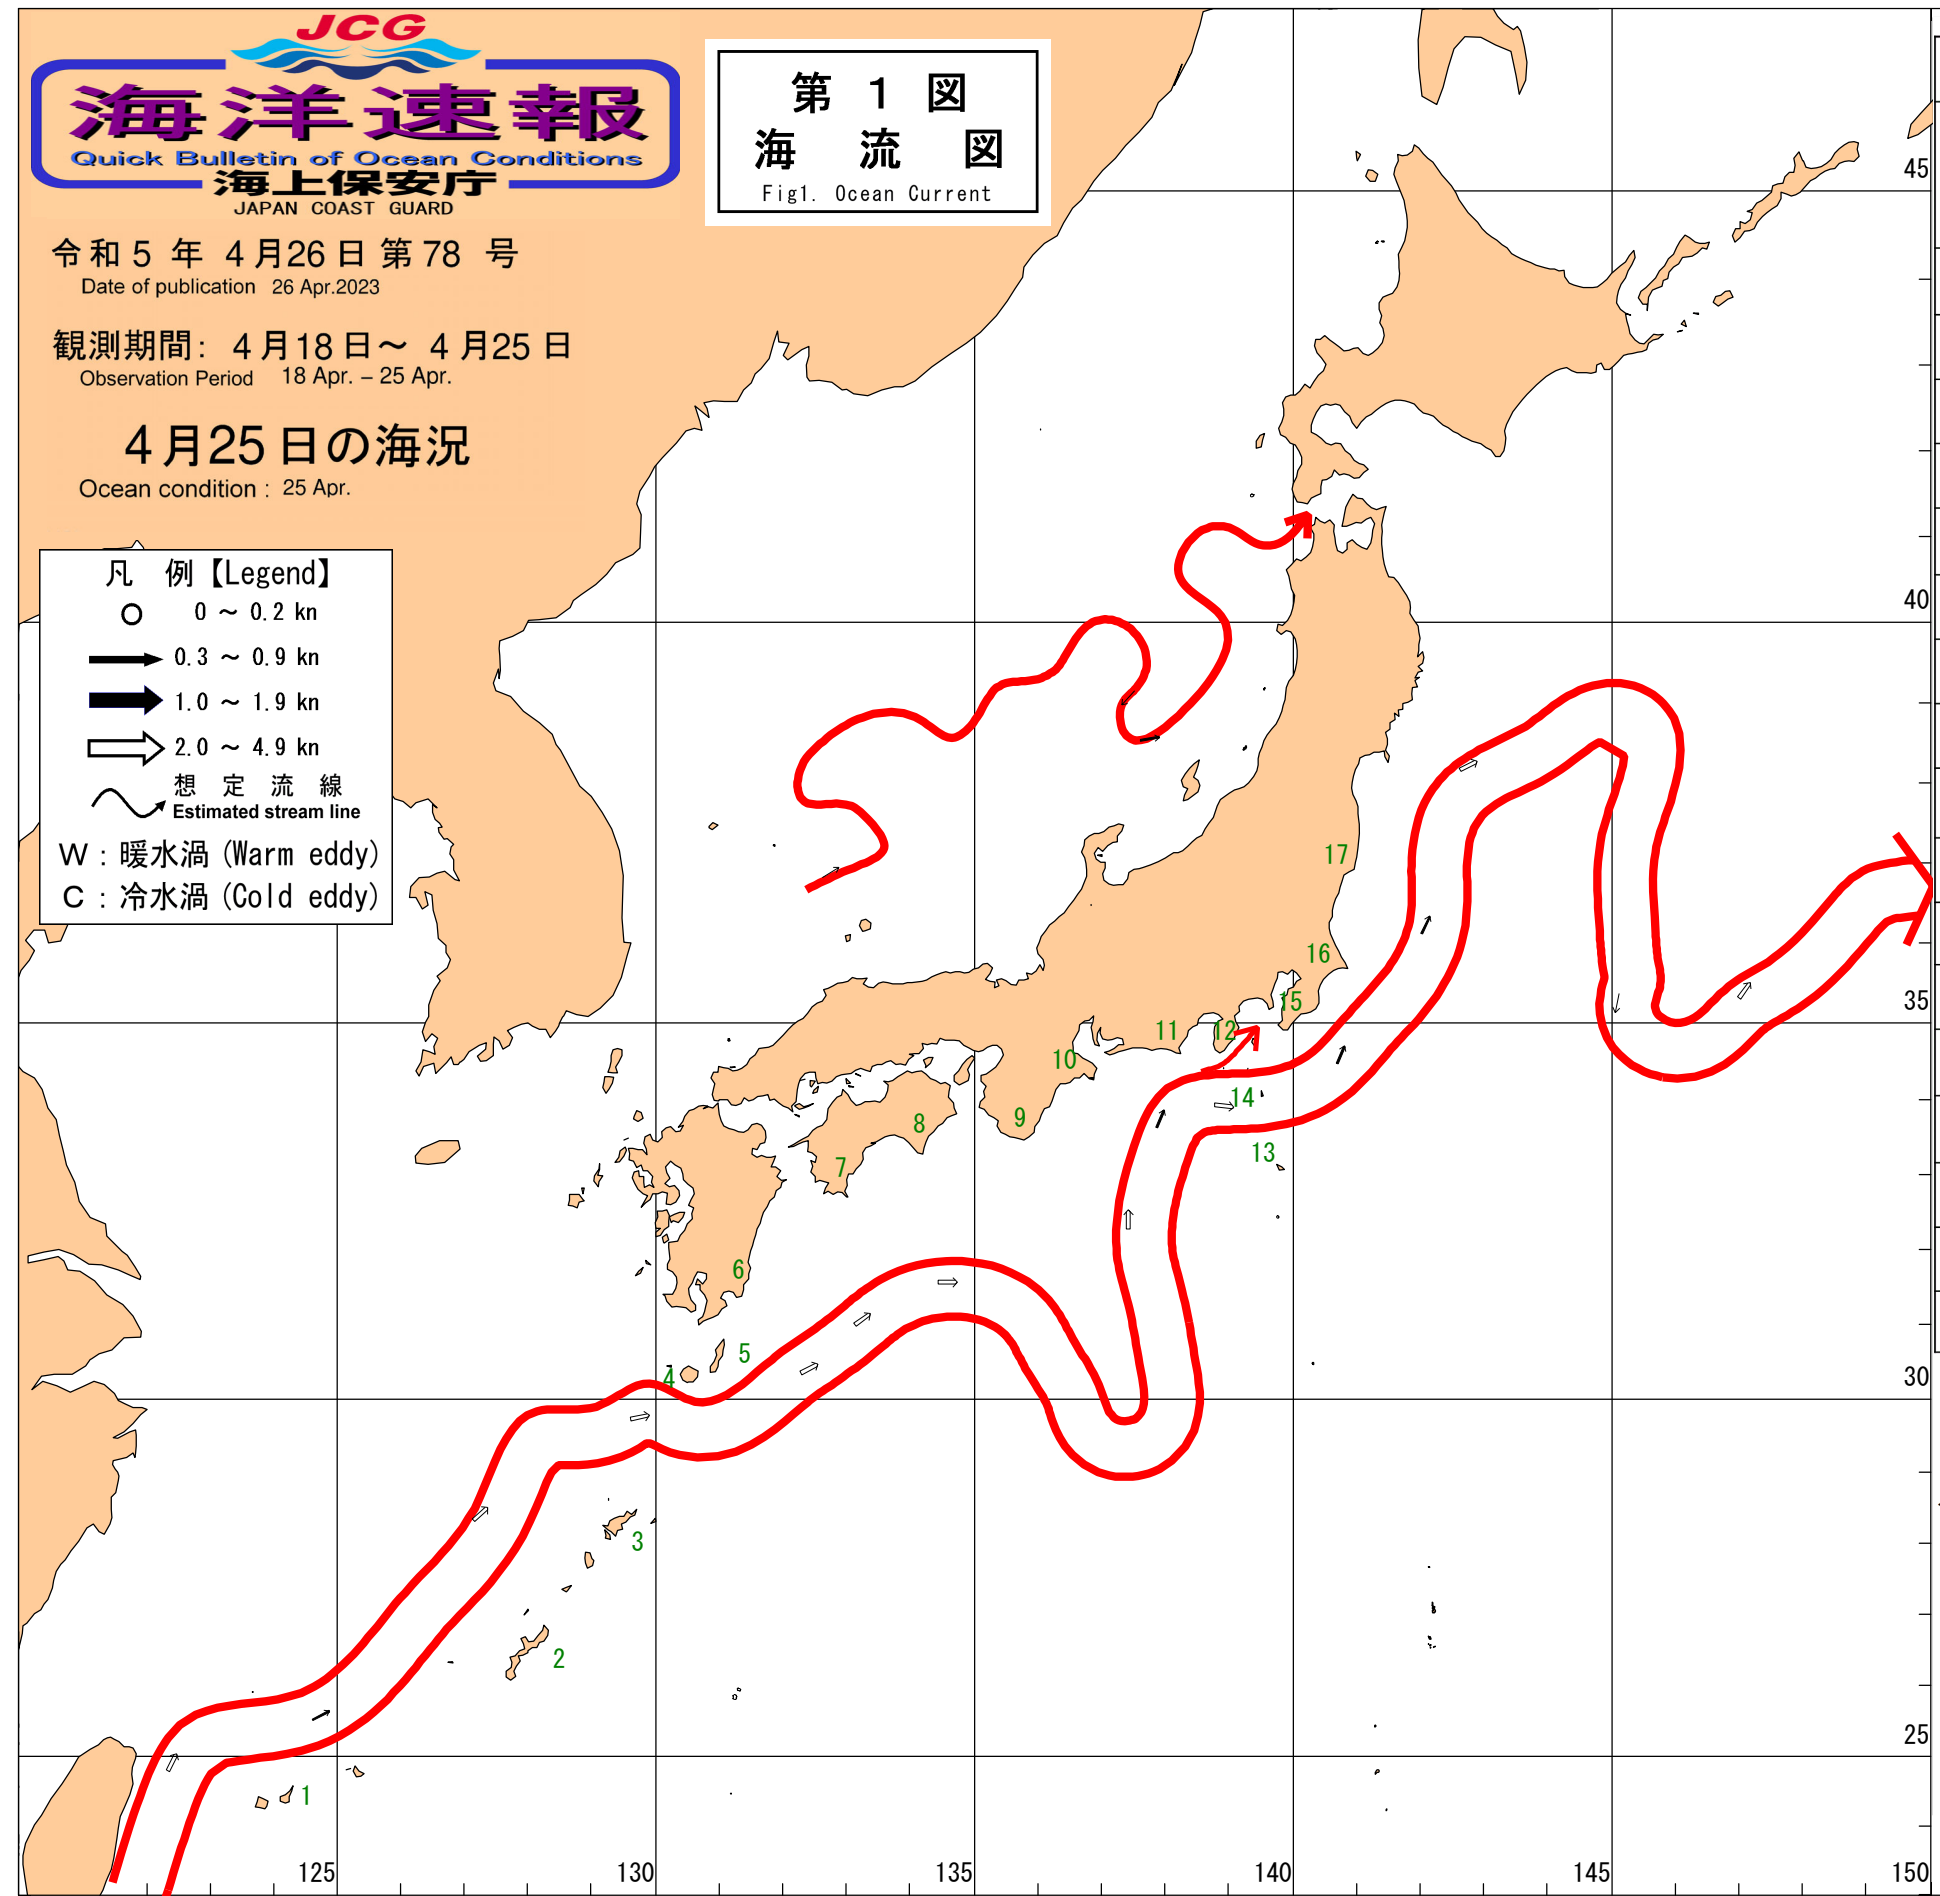 JCG
海洋速報
Quick Bulletin of Ocean Conditions
海上保安庁
JAPAN COAST GUARD
第 1 図
海 流 図
Fig1. Ocean Current
令和 5 年 4月26日 第78 号
Date of publication 26 Apr.2023
観測期間: 4月18日～ 4月25日
Observation Period 18 Apr. – 25 Apr.
4月25日の海況
Ocean condition : 25 Apr.
凡 例【Legend】
0 ～ 0.2 kn
0.3 ～ 0.9 kn
1.0 ～ 1.9 kn
2.0 ～ 4.9 kn
想 定 流 線
Estimated stream line
W : 暖水渦 (Warm eddy)
C : 冷水渦 (Cold eddy)
45
40
17
16
35
15
12
11
10
14
9
8
13
7
6
5
4
30
3
2
25
1
125
130
135
140
145
150